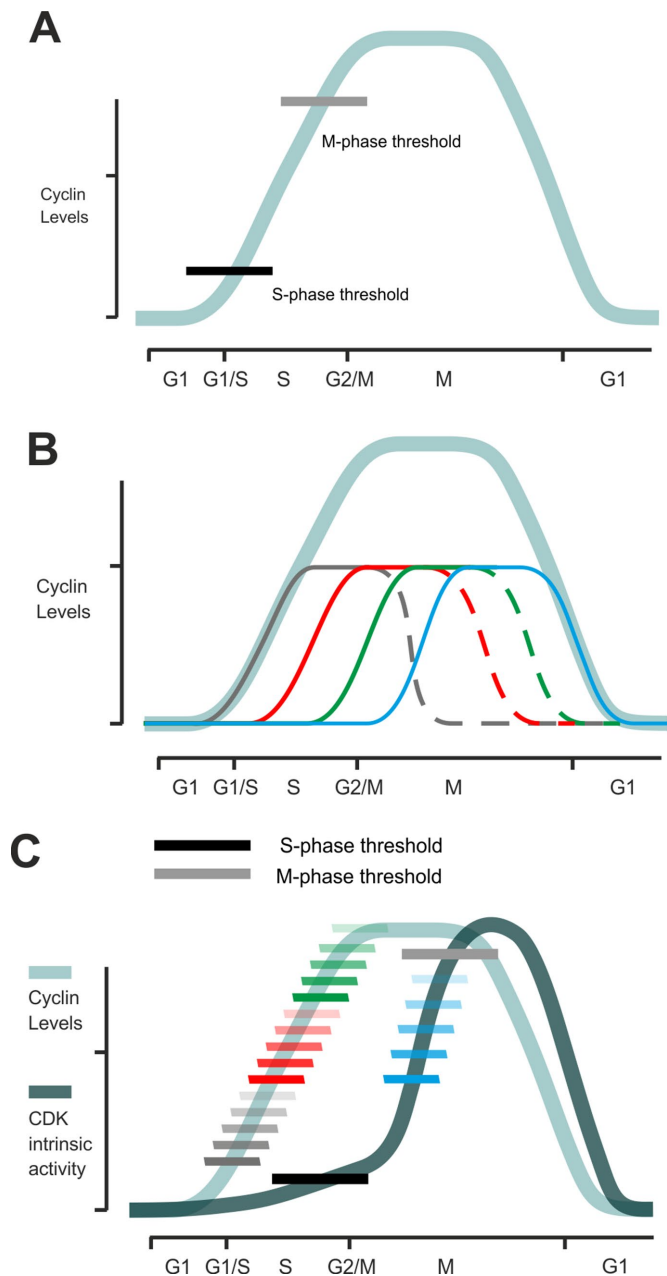 A
M-phase threshold
Cyclin
Levels
S-phase threshold
G1 G1/S S G2/M M G1
B
Cyclin
Levels
G1 G1/S S G2/M M G1
C
S-phase threshold
M-phase threshold
Cyclin
Levels
CDK
intrinsic
activity
G1 G1/S S G2/M M G1